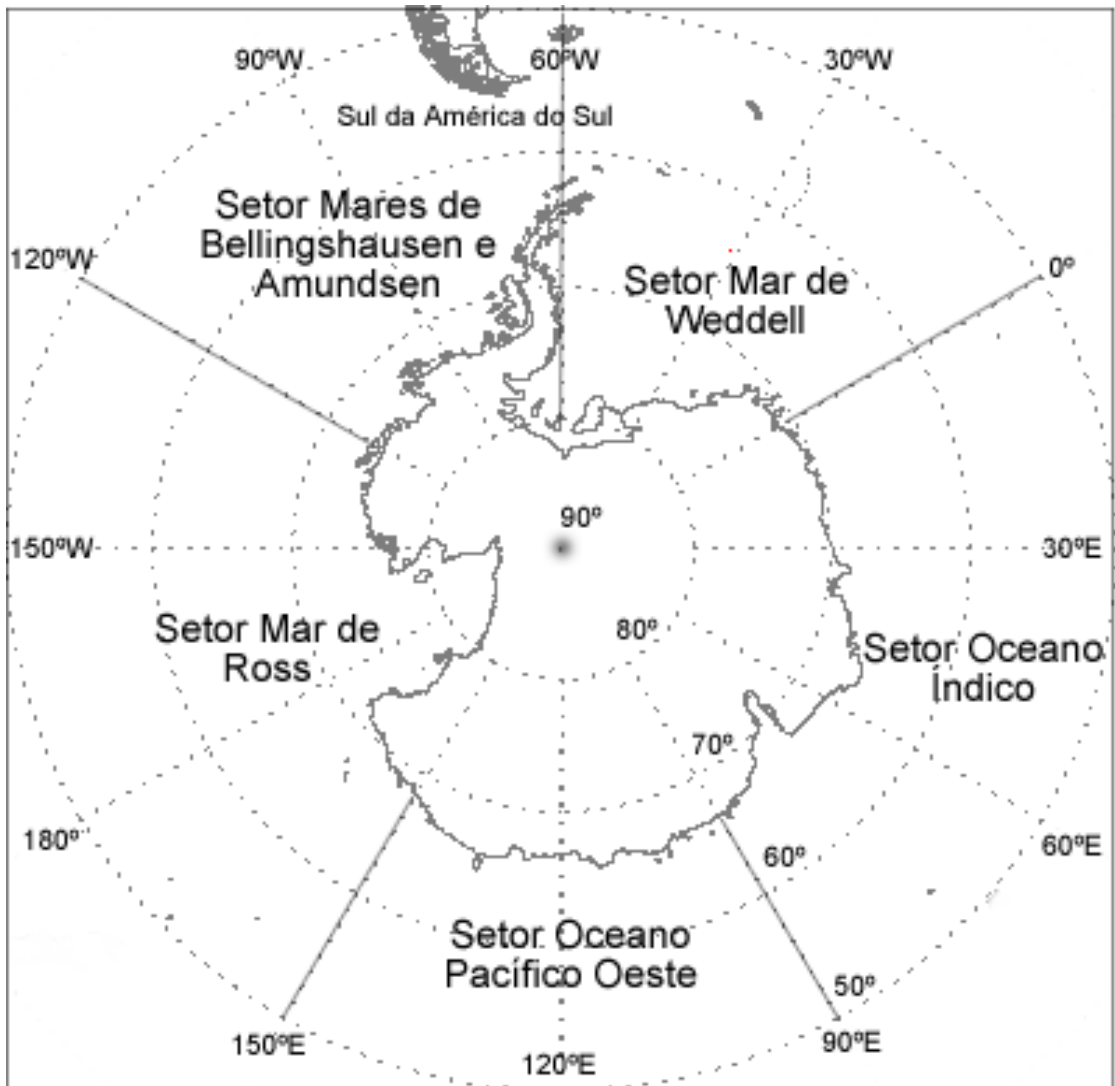 90ºW
60ºW
30ºW
Sul da América do Sul
Setor Mares de
Bellingshausen e
Amundsen
120ºW
0º
Setor Mar de
Weddell
90º
150ºW
30ºE
80º
Setor Mar de
Ross
Setor Oceano
Índico
70º
180º
60ºE
60º
Setor Oceano
Pacífico Oeste
50º
150ºE
90ºE
120ºE